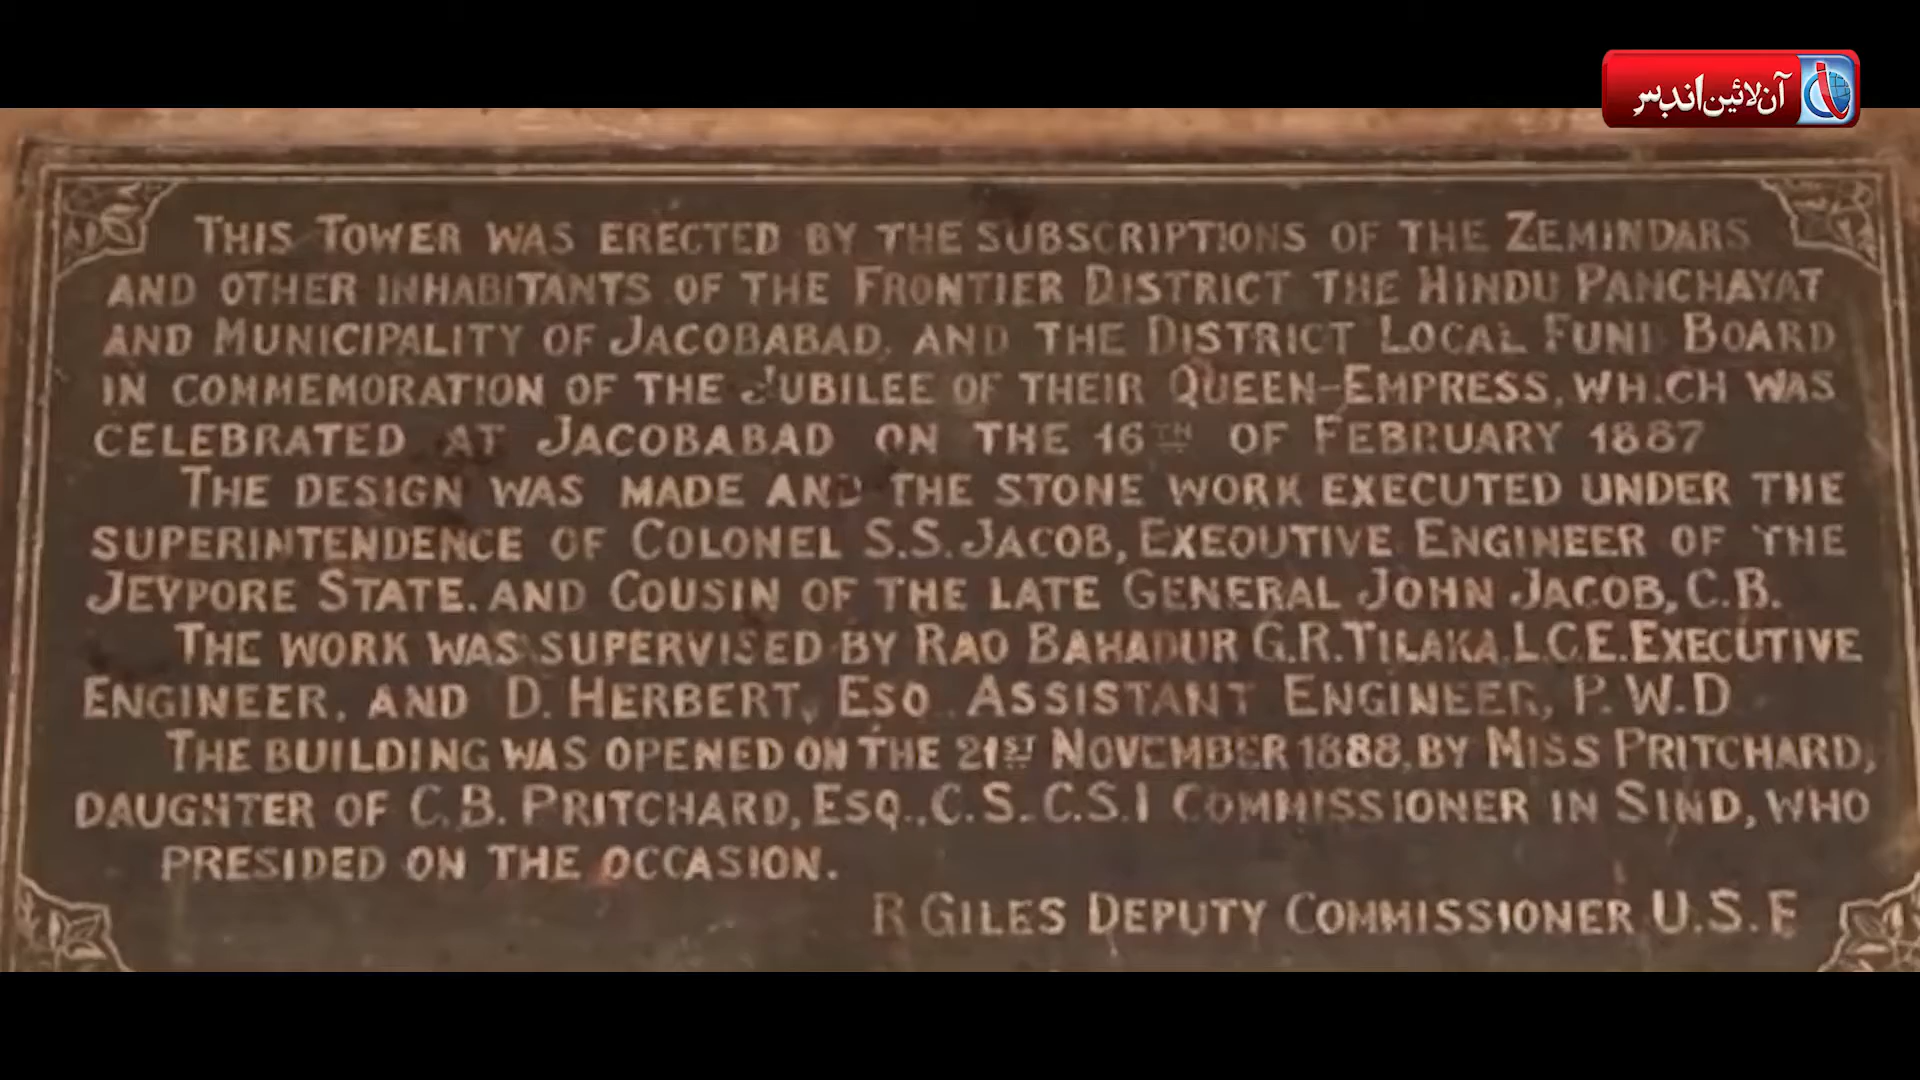 آن لائین انڊس
THIS TOWER WAS ERECTED BY THE SUBSCRIPTIONS OF THE ZEMINDARS
AND OTHER INHABITANTS OF THE FRONTIER DISTRICT THE HINDU PANCHAYAT
AND MUNICIPALITY OF JACOBABAD, AND THE DISTRICT LOCAL FUND BOARD
IN COMMEMORATION OF THE JUBILEE OF THEIR QUEEN-EMPRESS, WHICH WAS
CELEBRATED AT JACOBABAD ON THE 16TH OF FEBRUARY 1887
THE DESIGN WAS MADE AND THE STONE WORK EXECUTED UNDER THE
SUPERINTENDENCE OF COLONEL S.S. JACOB, EXEOUTIVE ENGINEER OF THE
JEYPORE STATE. AND COUSIN OF THE LATE GENERAL JOHN JACOB, C.B.
THE WORK WAS SUPERVISED BY RAO BAHADUR G.R. TILAKA. L.C.E. EXECUTIVE
ENGINEER, AND D. HERBERT, ESQ. ASSISTANT ENGINEER, P.W.D
THE BUILDING WAS OPENED ON THE 21ST NOVEMBER 1888, BY MISS PRITCHARD,
DAUGHTER OF C.B. PRITCHARD, ESQ., C.S. C.S.I COMMISSIONER IN SIND, WHO
PRESIDED ON THE OCCASION.
R GILES DEPUTY COMMISSIONER U.S.F